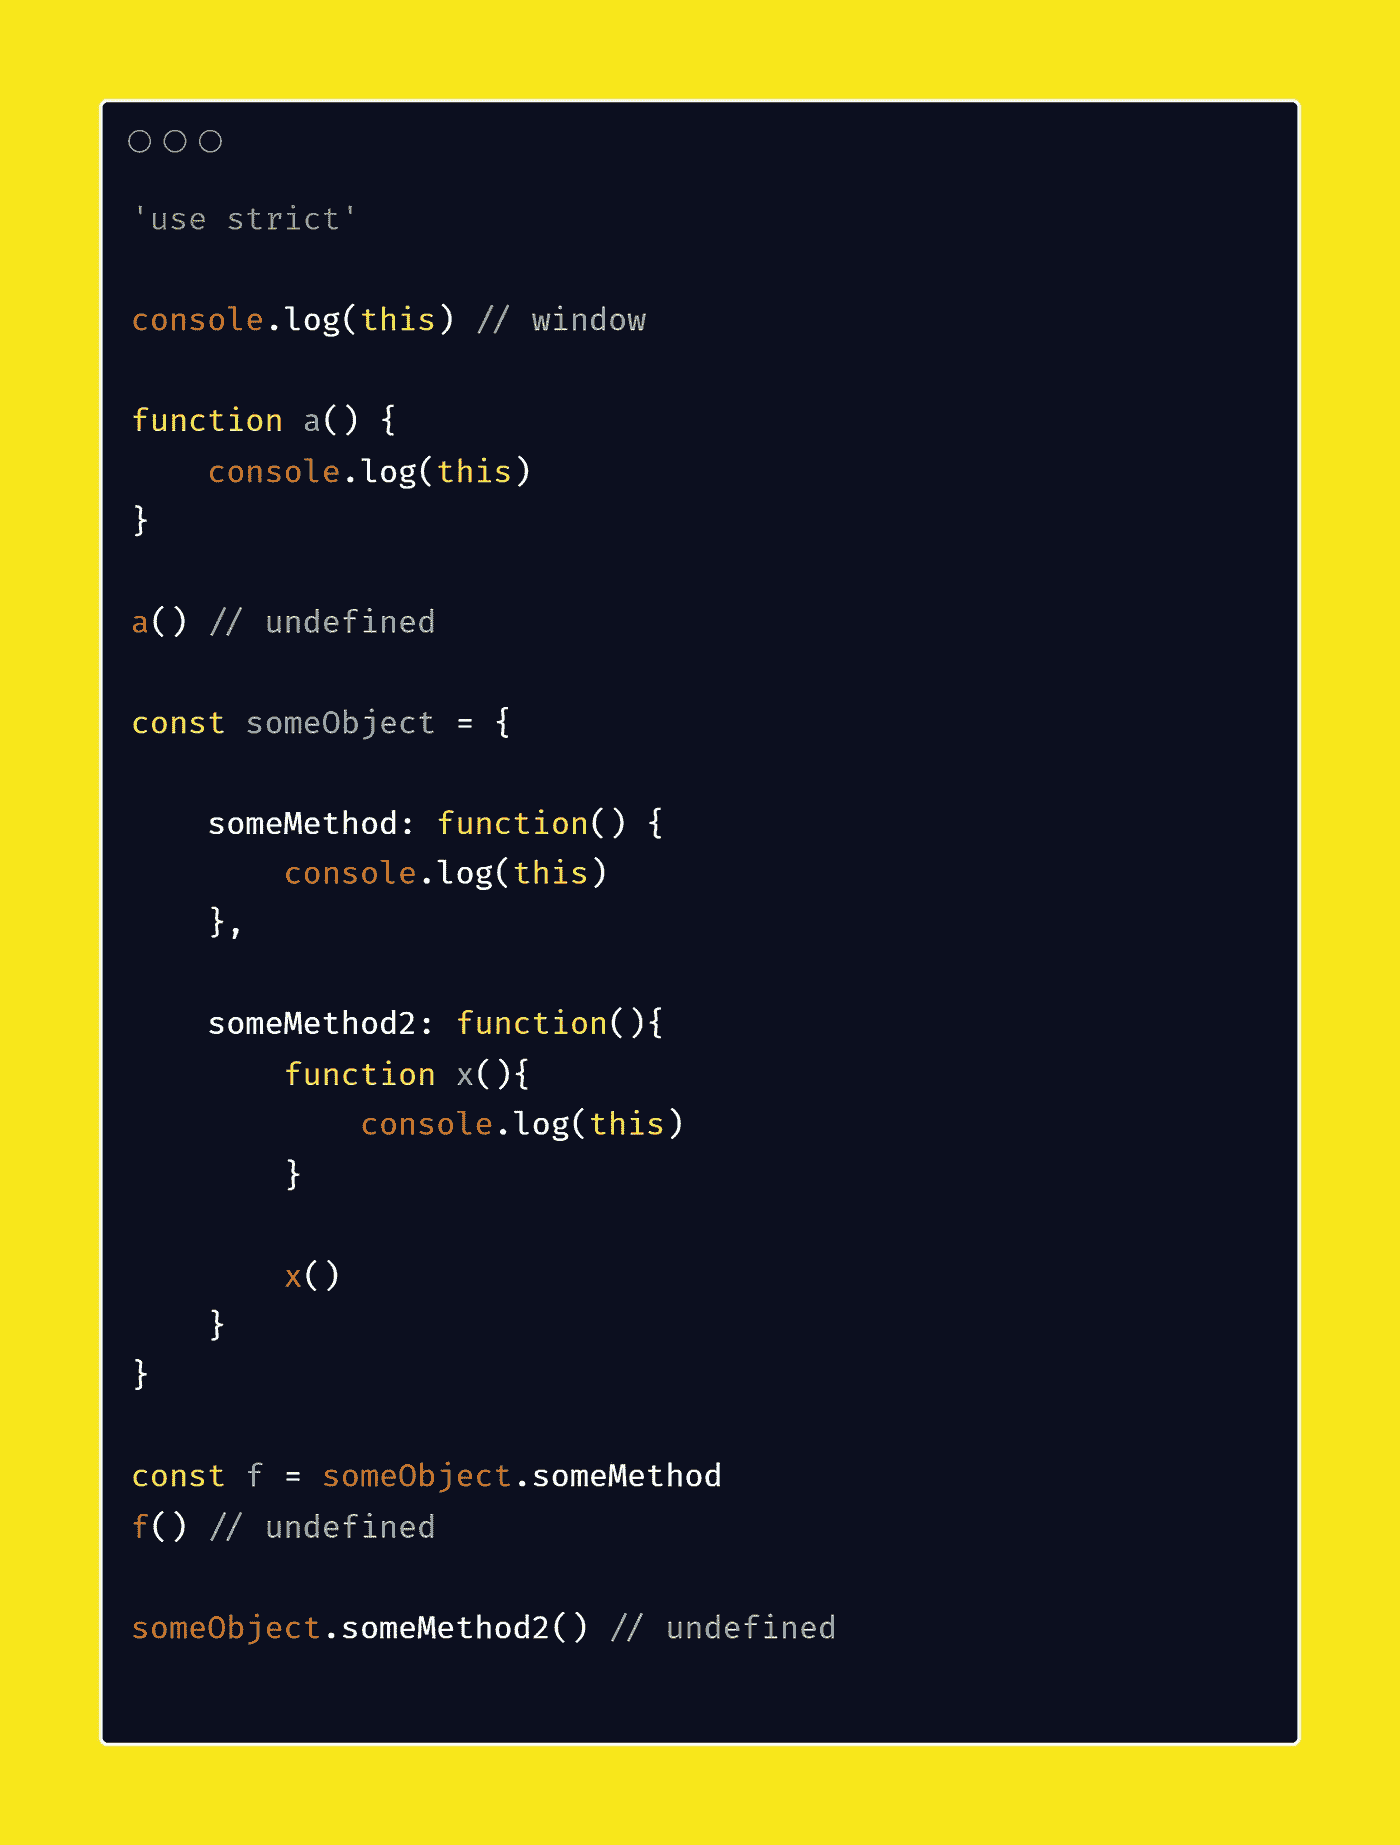 'use strict'
console.log(this) // window
function a() {
    console.log(this)
}
a() // undefined
const someObject = {
    someMethod: function() {
        console.log(this)
    },
    someMethod2: function(){
        function x(){
            console.log(this)
        }
        x()
    }
}
const f = someObject.someMethod
f() // undefined
someObject.someMethod2() // undefined